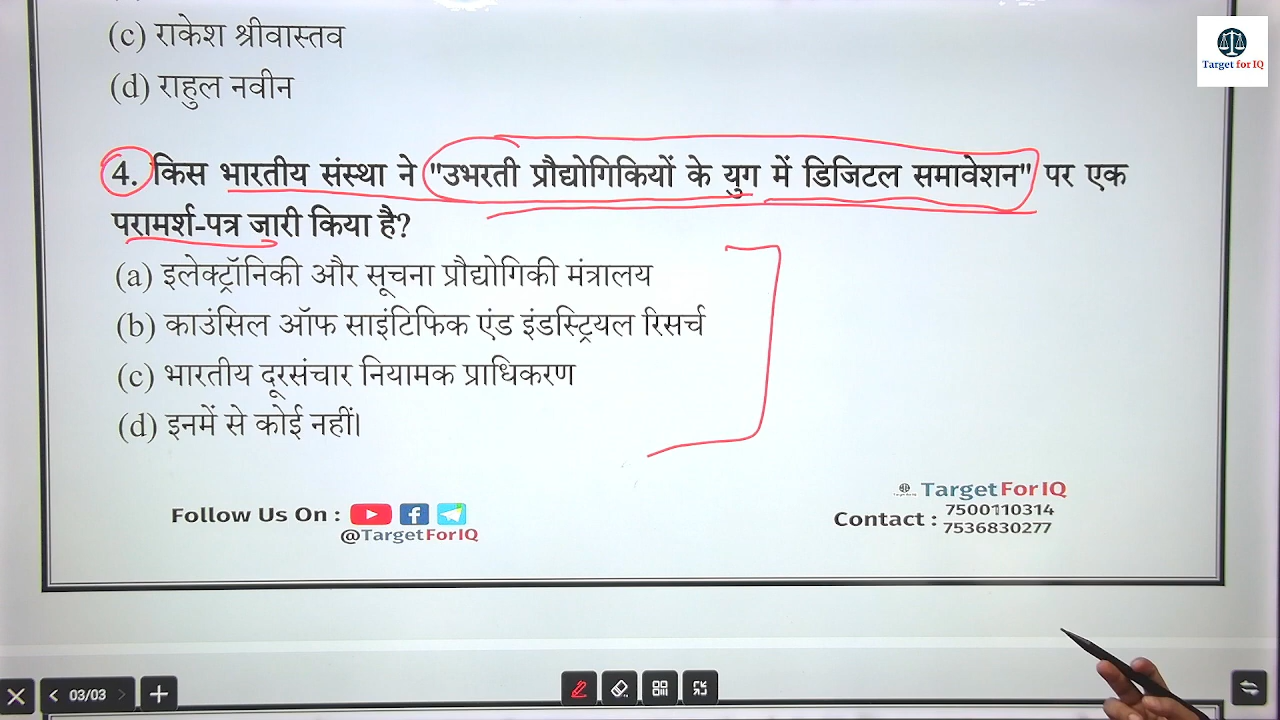 (c) राकेश श्रीवास्तव
Target for IQ
(d) राहुल नवीन
4. किस भारतीय संस्था ने "उभरती प्रौद्योगिकियों के युग में डिजिटल समावेशन" पर एक
परामर्श-पत्र जारी किया है?
(a) इलेक्ट्रॉनिकी और सूचना प्रौद्योगिकी मंत्रालय
(b) काउंसिल ऑफ साइंटिफिक एंड इंडस्ट्रियल रिसर्च
(c) भारतीय दूरसंचार नियामक प्राधिकरण
(d) इनमें से कोई नहीं।
Follow Us On :
@TargetForIQ
TargetForIQ
Contact : 7500110314
7536830277
03/03